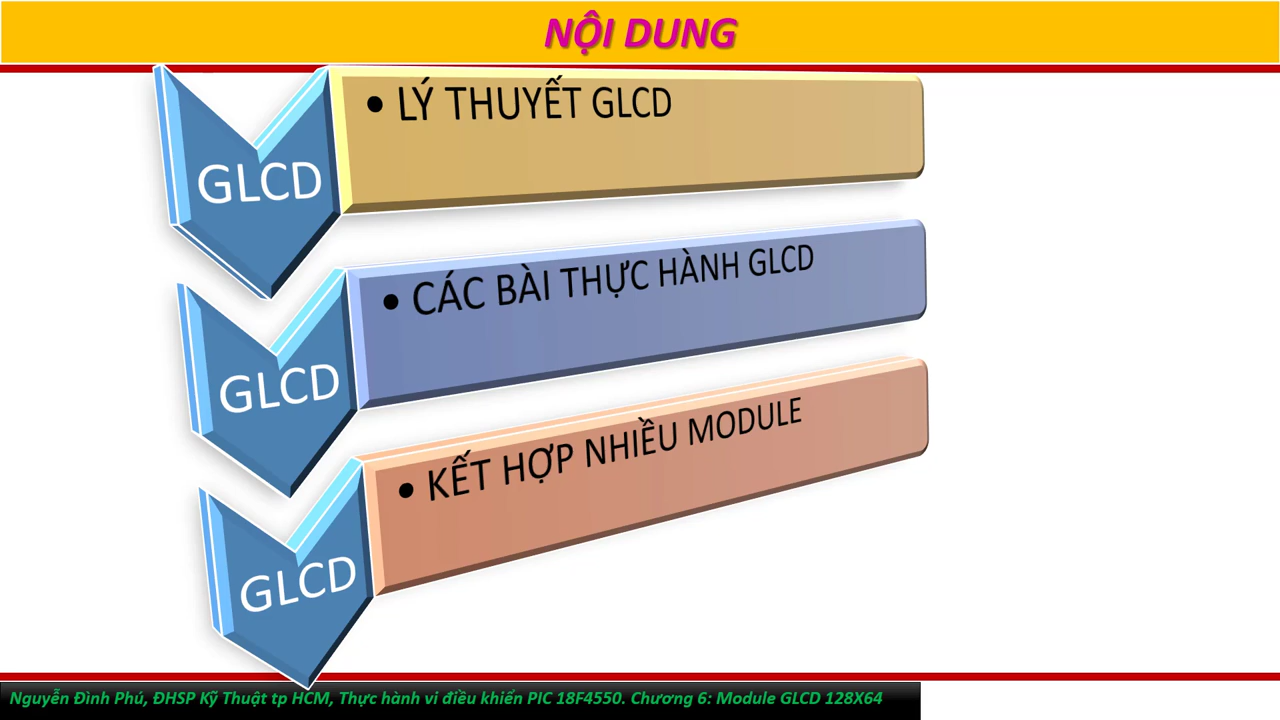 NỘI DUNG
GLCD
• LÝ THUYẾT GLCD
GLCD
• CÁC BÀI THỰC HÀNH GLCD
GLCD
• KẾT HỢP NHIỀU MODULE
Nguyễn Đình Phú, ĐHSP Kỹ Thuật tp HCM, Thực hành vi điều khiển PIC 18F4550. Chương 6: Module GLCD 128X64